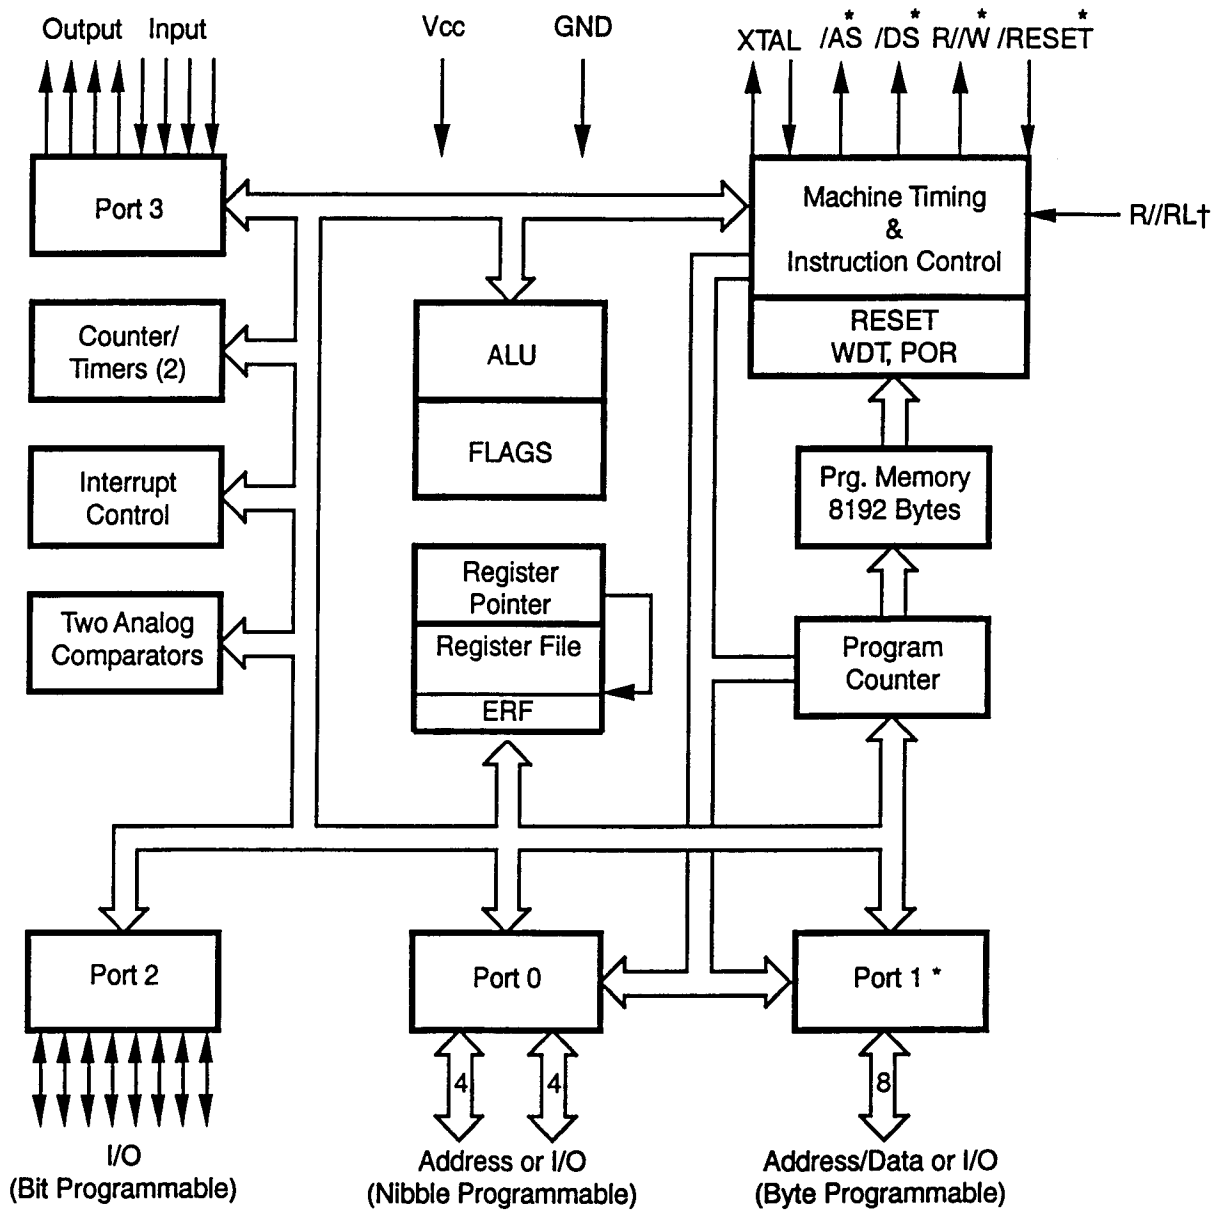 Output Input
Vcc
GND
XTAL /AS* /DS* R//W* /RESET*
Port 3
Machine Timing
&
Instruction Control
R//RL†
RESET
WDT, POR
Counter/
Timers (2)
ALU
FLAGS
Interrupt
Control
Prg. Memory
8192 Bytes
Register
Pointer
Register File
ERF
Two Analog
Comparators
Program
Counter
Port 2
Port 0
Port 1 *
4
4
8
I/O
(Bit Programmable)
Address or I/O
(Nibble Programmable)
Address/Data or I/O
(Byte Programmable)